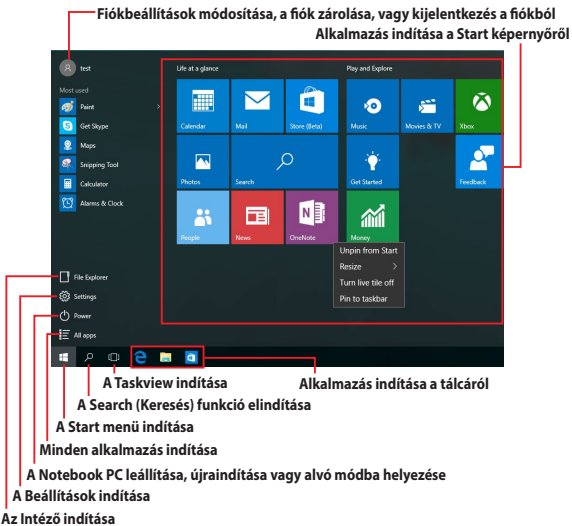 Fiókbeállítások módosítása, a fiók zárolása, vagy kijelentkezés a fiókból
Alkalmazás indítása a Start képernyőről
test
Life at a glance
Play and Explore
Most used
Paint
Get Skype
Maps
Snipping Tool
Calculator
Alarms & Clock
Calendar
Mail
Store (Beta)
Music
Movies & TV
Xbox
Photos
Search
Get Started
Feedback
People
News
OneNote
Money
Unpin from Start
Resize
Turn live tile off
Pin to taskbar
File Explorer
Settings
Power
All apps
A Taskview indítása
Alkalmazás indítása a tálcáról
A Search (Keresés) funkció elindítása
A Start menü indítása
Minden alkalmazás indítása
A Notebook PC leállítása, újraindítása vagy alvó módba helyezése
A Beállítások indítása
Az Intéző indítása